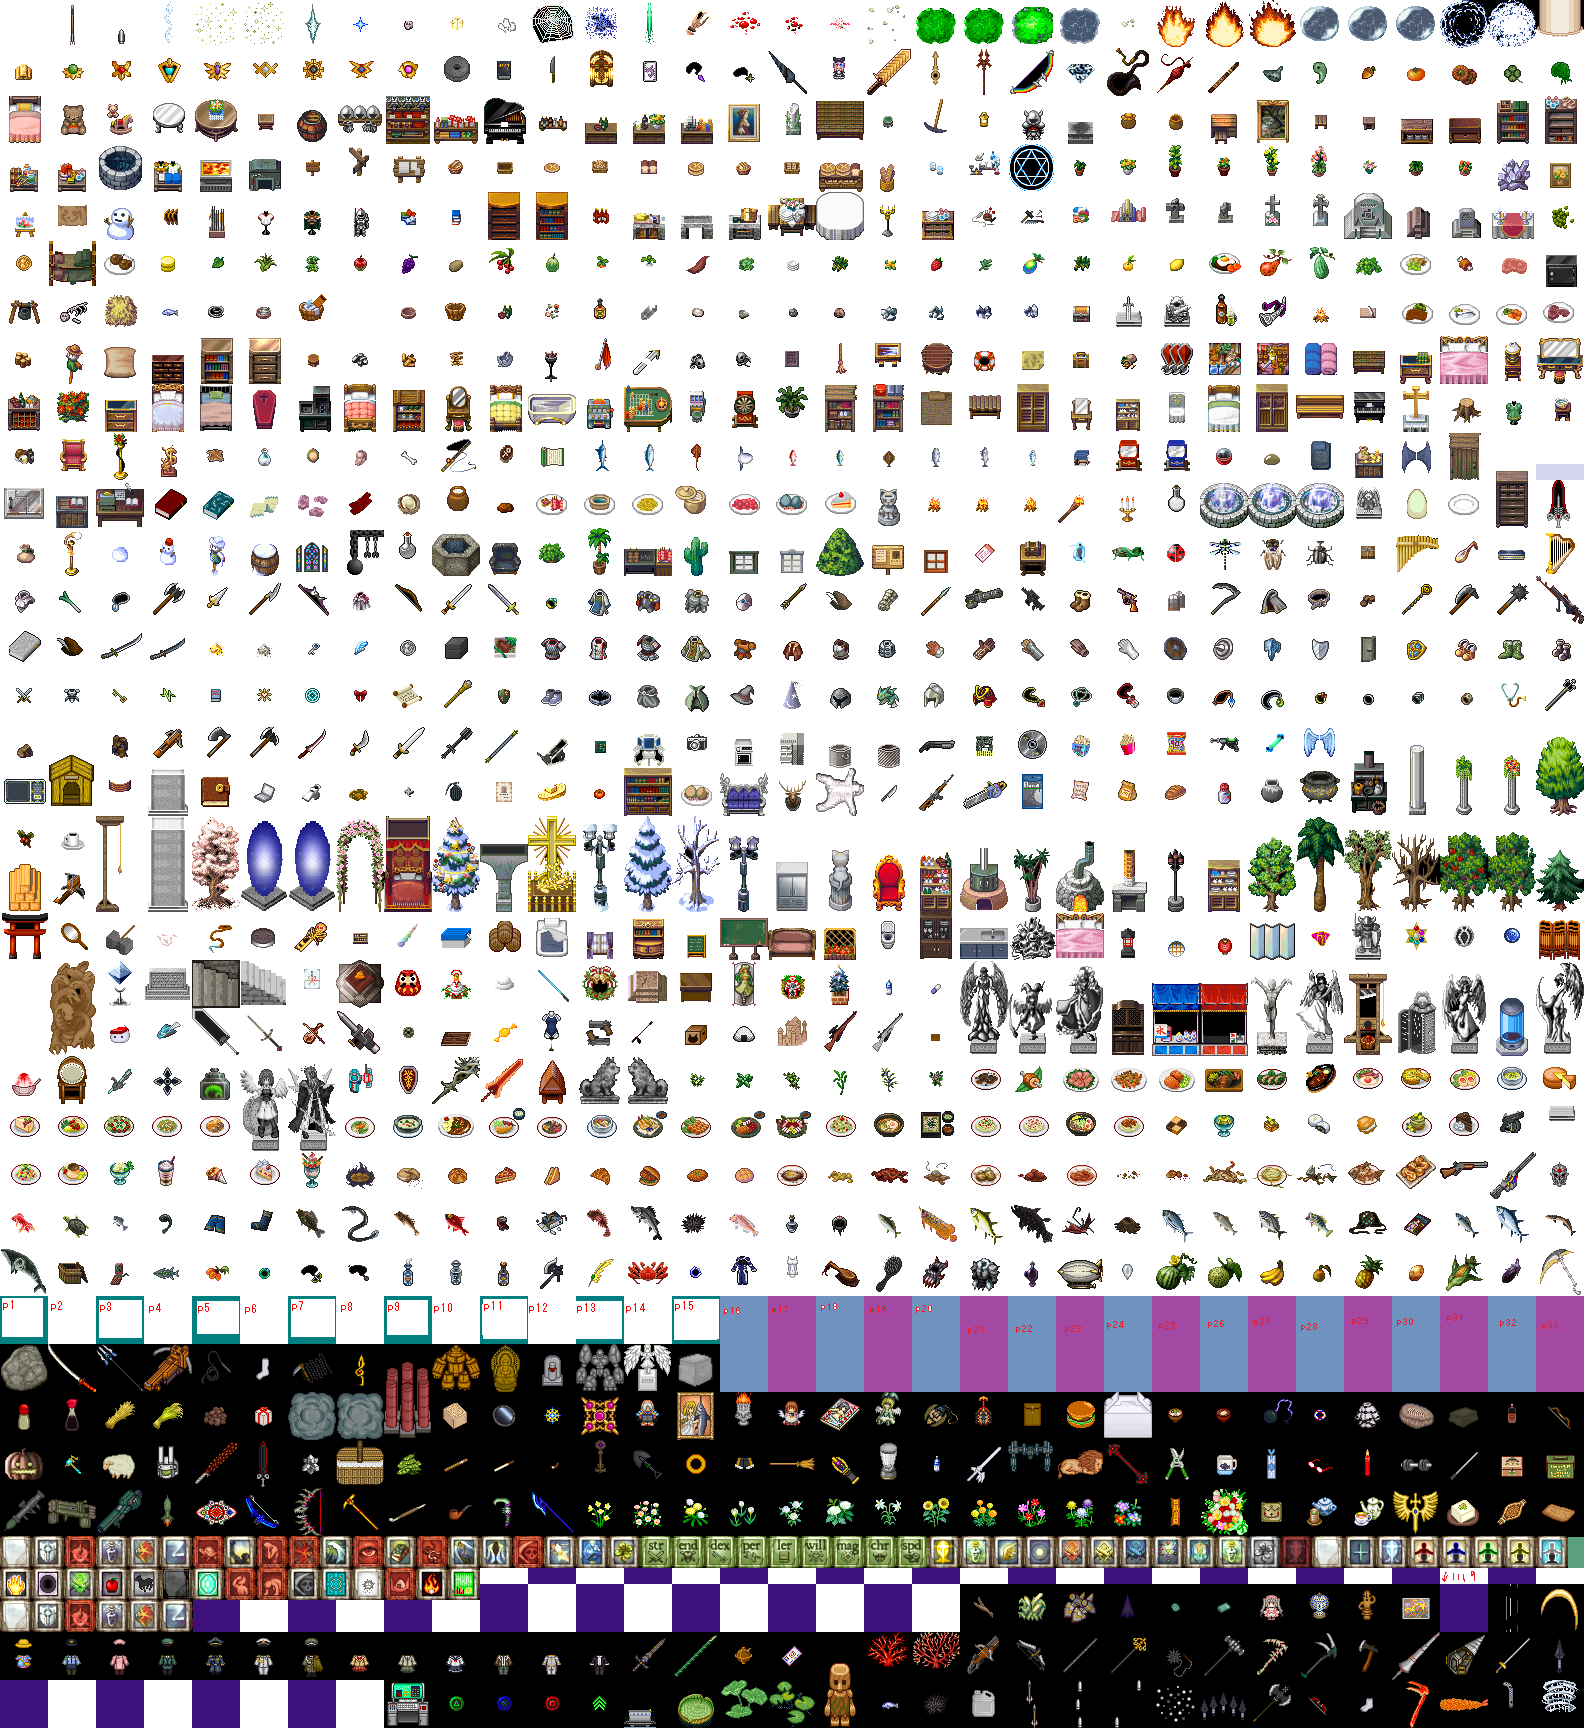 p1 p2 p3 p4 p5 p6 p7 p8 p9 p10 p11 p12 p13 p14 p15 p16 p17 p18 p19 p20
p21 p22 p23 p24 p25 p26 p27 p28 p29 p30 p31 p32 p33
str end dex per ler will mag chr spd